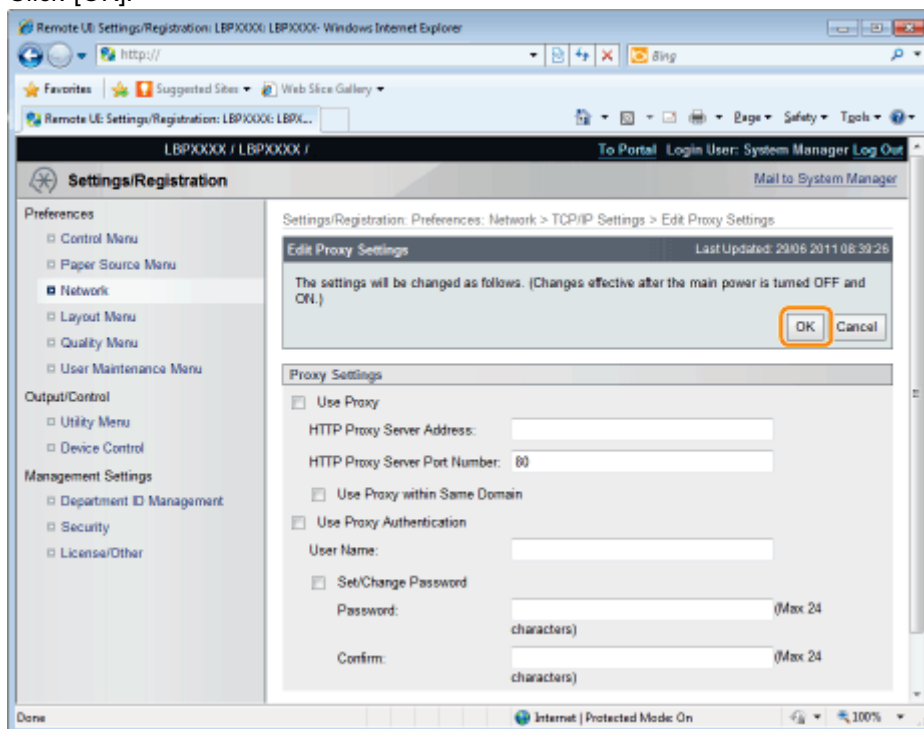 Click [OK].
Remote UI: Settings/Registration: LBPXXXX: LBPXXXX- Windows Internet Explorer
http://
Bing
Favorites Suggested Sites Web Slice Gallery
Remote UI: Settings/Registration: LBPXXXX: LBPX... Page Safety Tools
LBPXXXX / LBPXXXX / To Portal Login User: System Manager Log Out
Settings/Registration Mail to System Manager
Preferences
Control Menu
Paper Source Menu
Network
Layout Menu
Quality Menu
User Maintenance Menu
Output/Control
Utility Menu
Device Control
Management Settings
Department ID Management
Security
License/Other
Settings/Registration: Preferences: Network > TCP/IP Settings > Edit Proxy Settings
Edit Proxy Settings Last Updated: 29/06 2011 08:39:26
The settings will be changed as follows. (Changes effective after the main power is turned OFF and
ON.)
OK Cancel
Proxy Settings
Use Proxy
HTTP Proxy Server Address:
HTTP Proxy Server Port Number: 80
Use Proxy within Same Domain
Use Proxy Authentication
User Name:
Set/Change Password
Password: (Max 24
characters)
Confirm: (Max 24
characters)
Done Internet | Protected Mode: On 100%